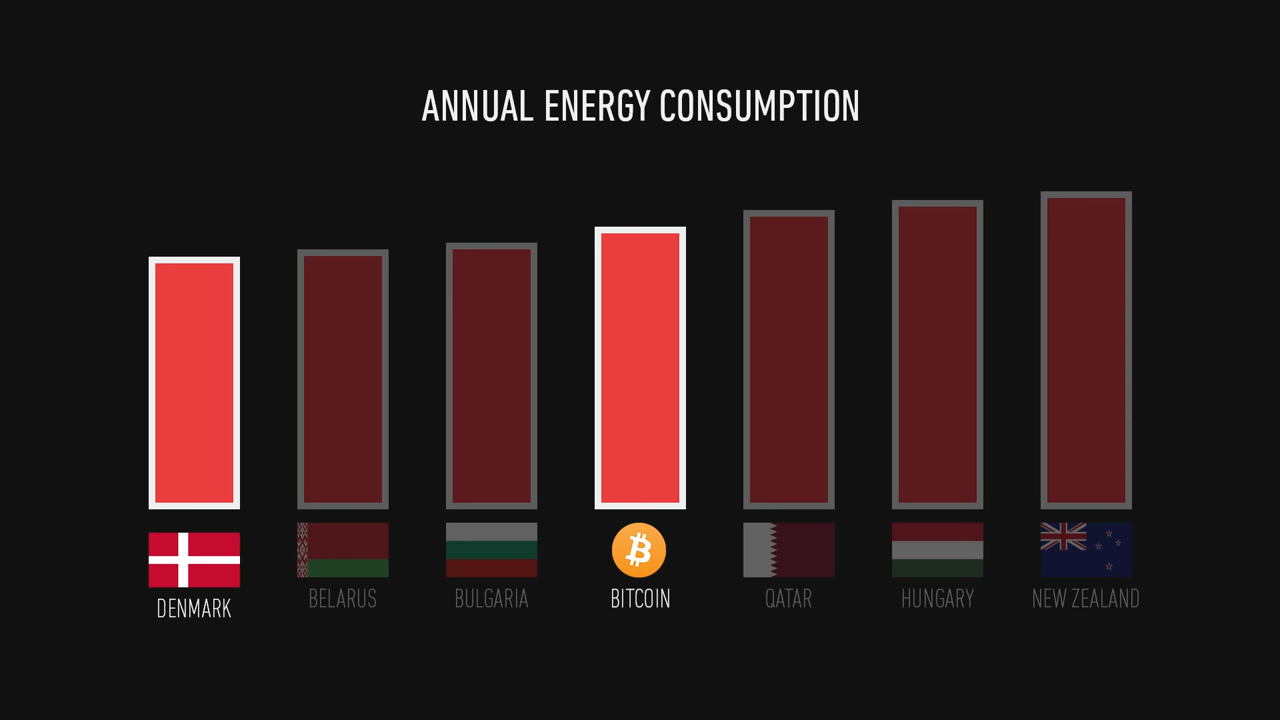 ANNUAL ENERGY CONSUMPTION
DENMARK
BELARUS
BULGARIA
BITCOIN
QATAR
HUNGARY
NEW ZEALAND